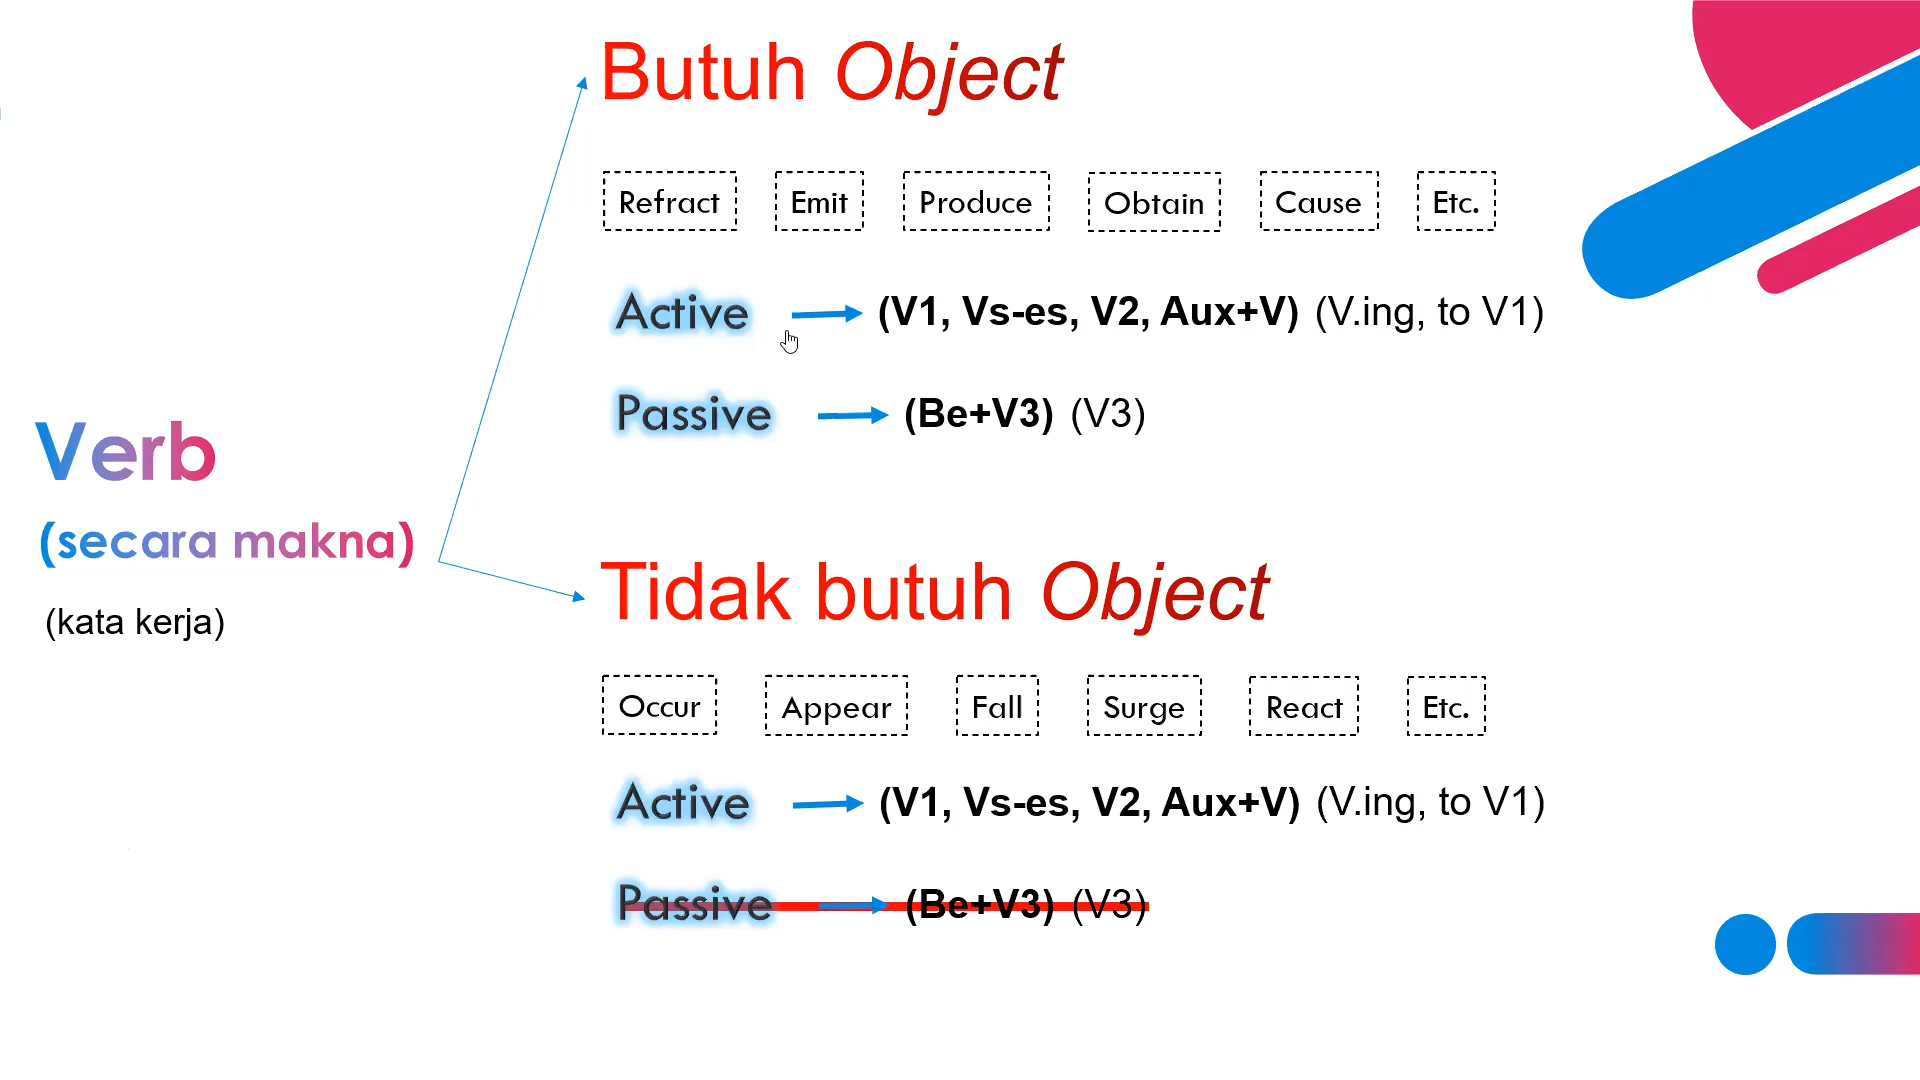 Butuh Object
Refract Emit Produce Obtain Cause Etc.
Active (V1, Vs-es, V2, Aux+V) (V.ing, to V1)
Passive (Be+V3) (V3)
Verb
(secara makna)
(kata kerja)
Tidak butuh Object
Occur Appear Fall Surge React Etc.
Active (V1, Vs-es, V2, Aux+V) (V.ing, to V1)
Passive (Be+V3) (V3)